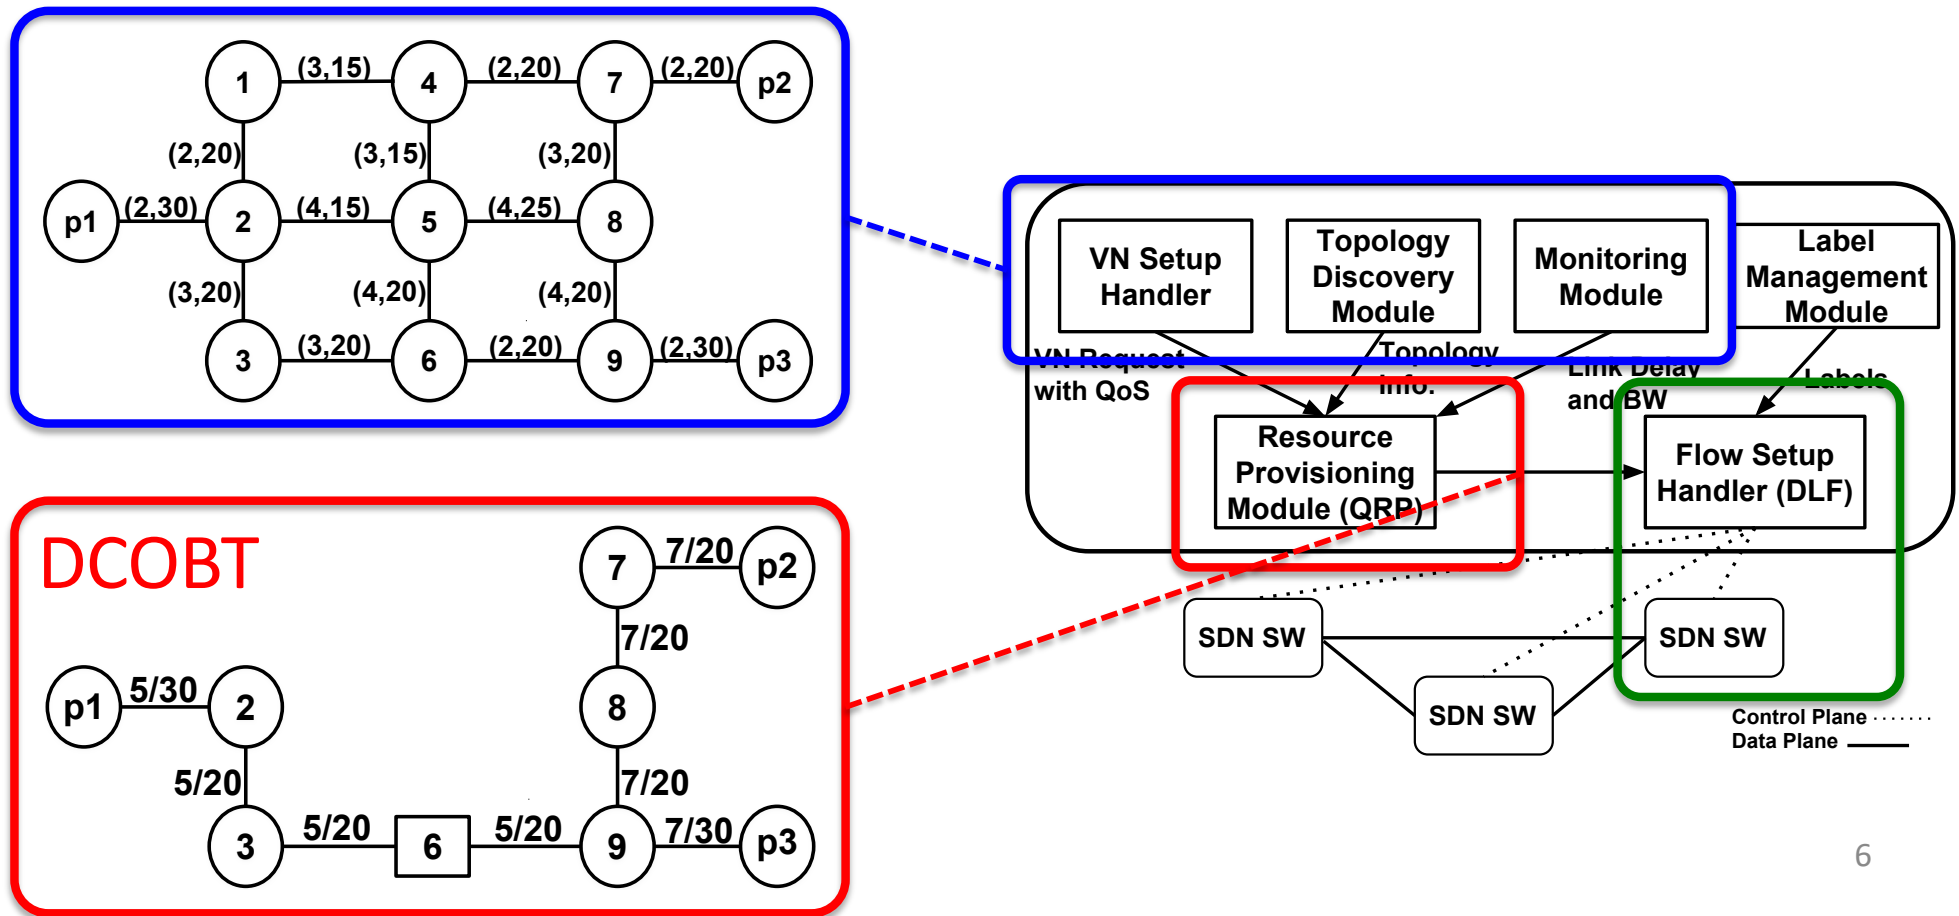 1
(3,15)
4
(2,20)
7
(2,20)
p2
(2,20)
(3,15)
(3,20)
p1
(2,30)
2
(4,15)
5
(4,25)
8
(3,20)
(4,20)
(4,20)
3
(3,20)
6
(2,20)
9
(2,30)
p3
DCOBT
7
7/20
p2
7/20
p1
5/30
2
8
5/20
7/20
3
5/20
6
5/20
9
7/30
p3
VN Setup
Handler
Topology
Discovery
Module
Monitoring
Module
Label
Management
Module
VN Request
with QoS
Topology
Info.
Link Delay
and BW
Labels
Resource
Provisioning
Module (QRP)
Flow Setup
Handler (DLF)
SDN SW
SDN SW
SDN SW
Control Plane
Data Plane
6